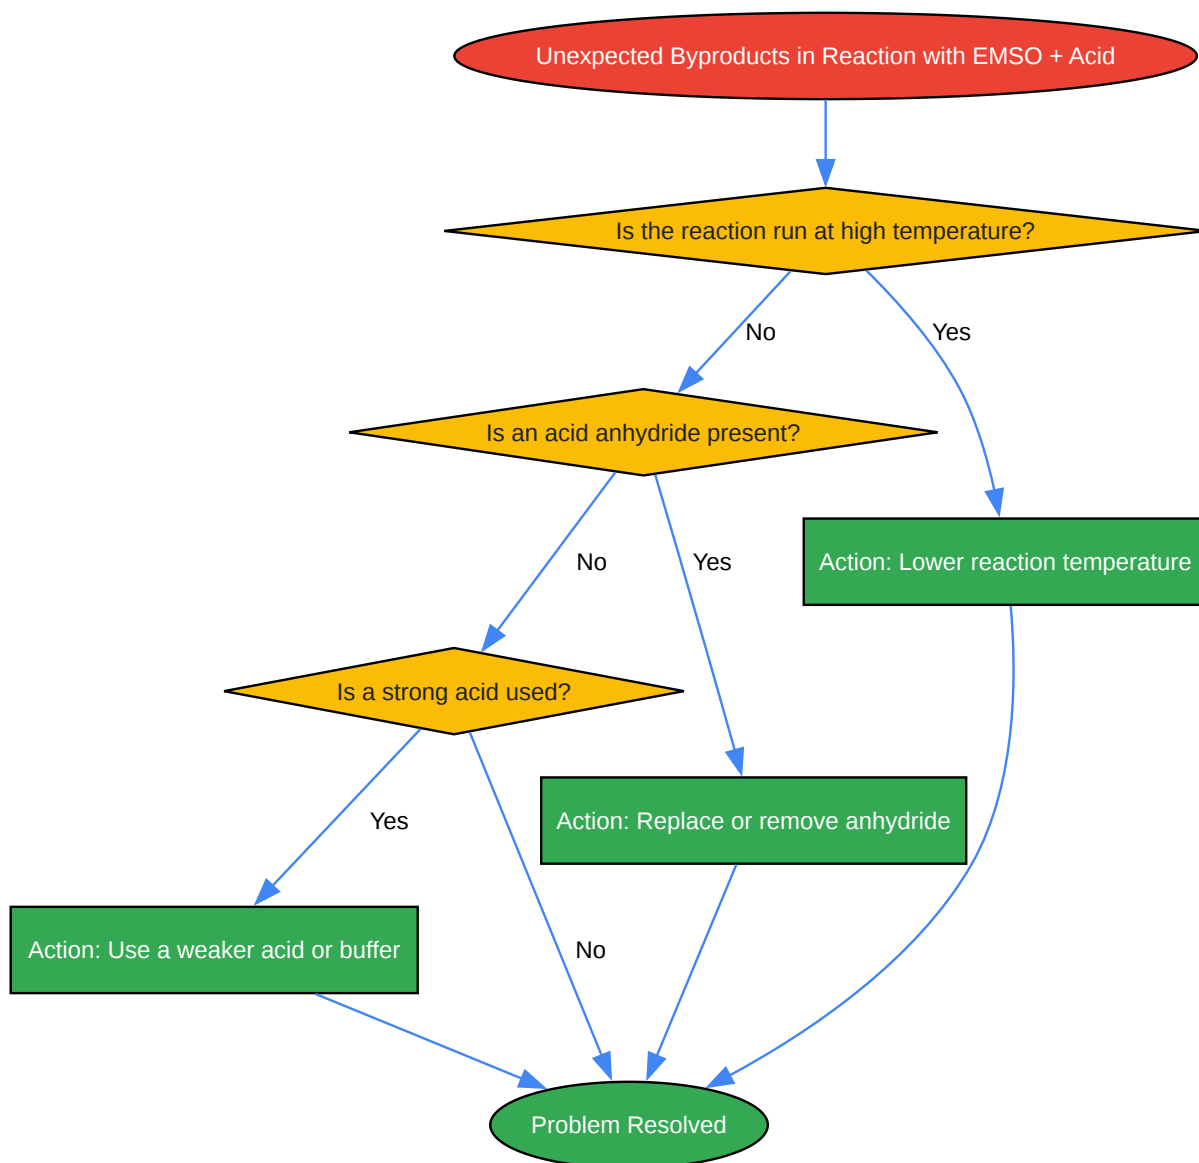 Unexpected Byproducts in Reaction with EMSO + Acid
Is the reaction run at high temperature?
No
Yes
Is an acid anhydride present?
No
Yes
Action: Lower reaction temperature
Is a strong acid used?
Yes
Action: Replace or remove anhydride
Action: Use a weaker acid or buffer
No
Problem Resolved